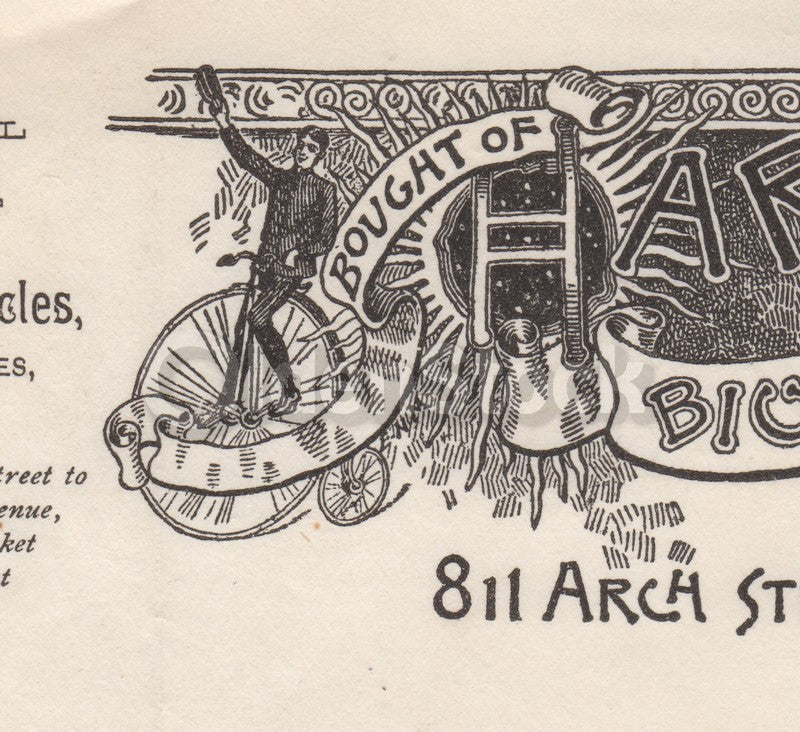 cles,
ES,
treet to
enue,
ket
t
BOUGHT OF
HAR
BIC
811 ARCH ST